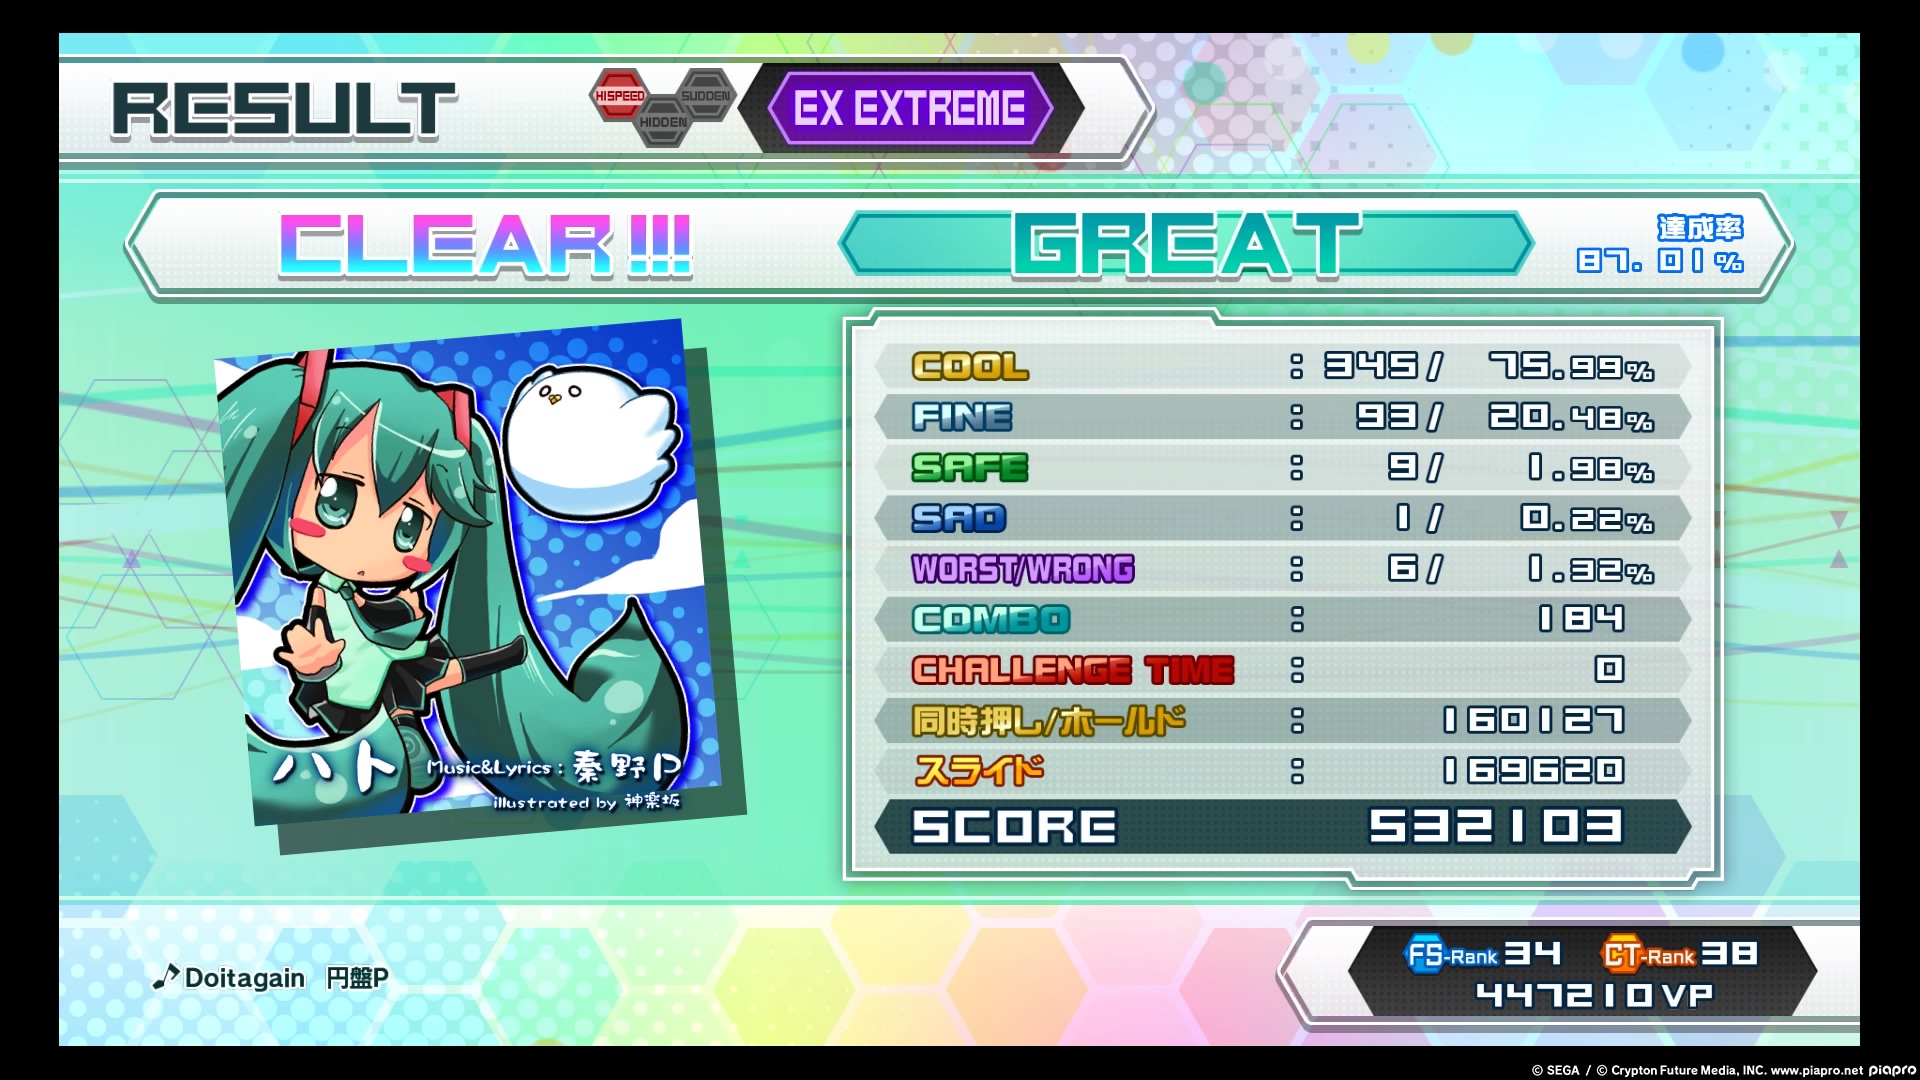 RESULT
HISPEED
HIDDEN
SUDDEN
EX EXTREME
CLEAR!!!
GREAT
達成率
87.01%
COOL : 345/ 75.99%
FINE : 93/ 20.48%
SAFE : 9/ 1.98%
SAD : 1/ 0.22%
WORST/WRONG : 6/ 1.32%
COMBO : 184
CHALLENGE TIME : 0
同時押し/ホールド : 160127
スライド : 169620
SCORE 532103
ハト
Music&Lyrics : 秦野P
illustrated by 神楽坂
♪Doitagain 円盤P
FS-Rank 34 CT-Rank 38
447210VP
© SEGA / © Crypton Future Media, INC. www.piapro.net piapro